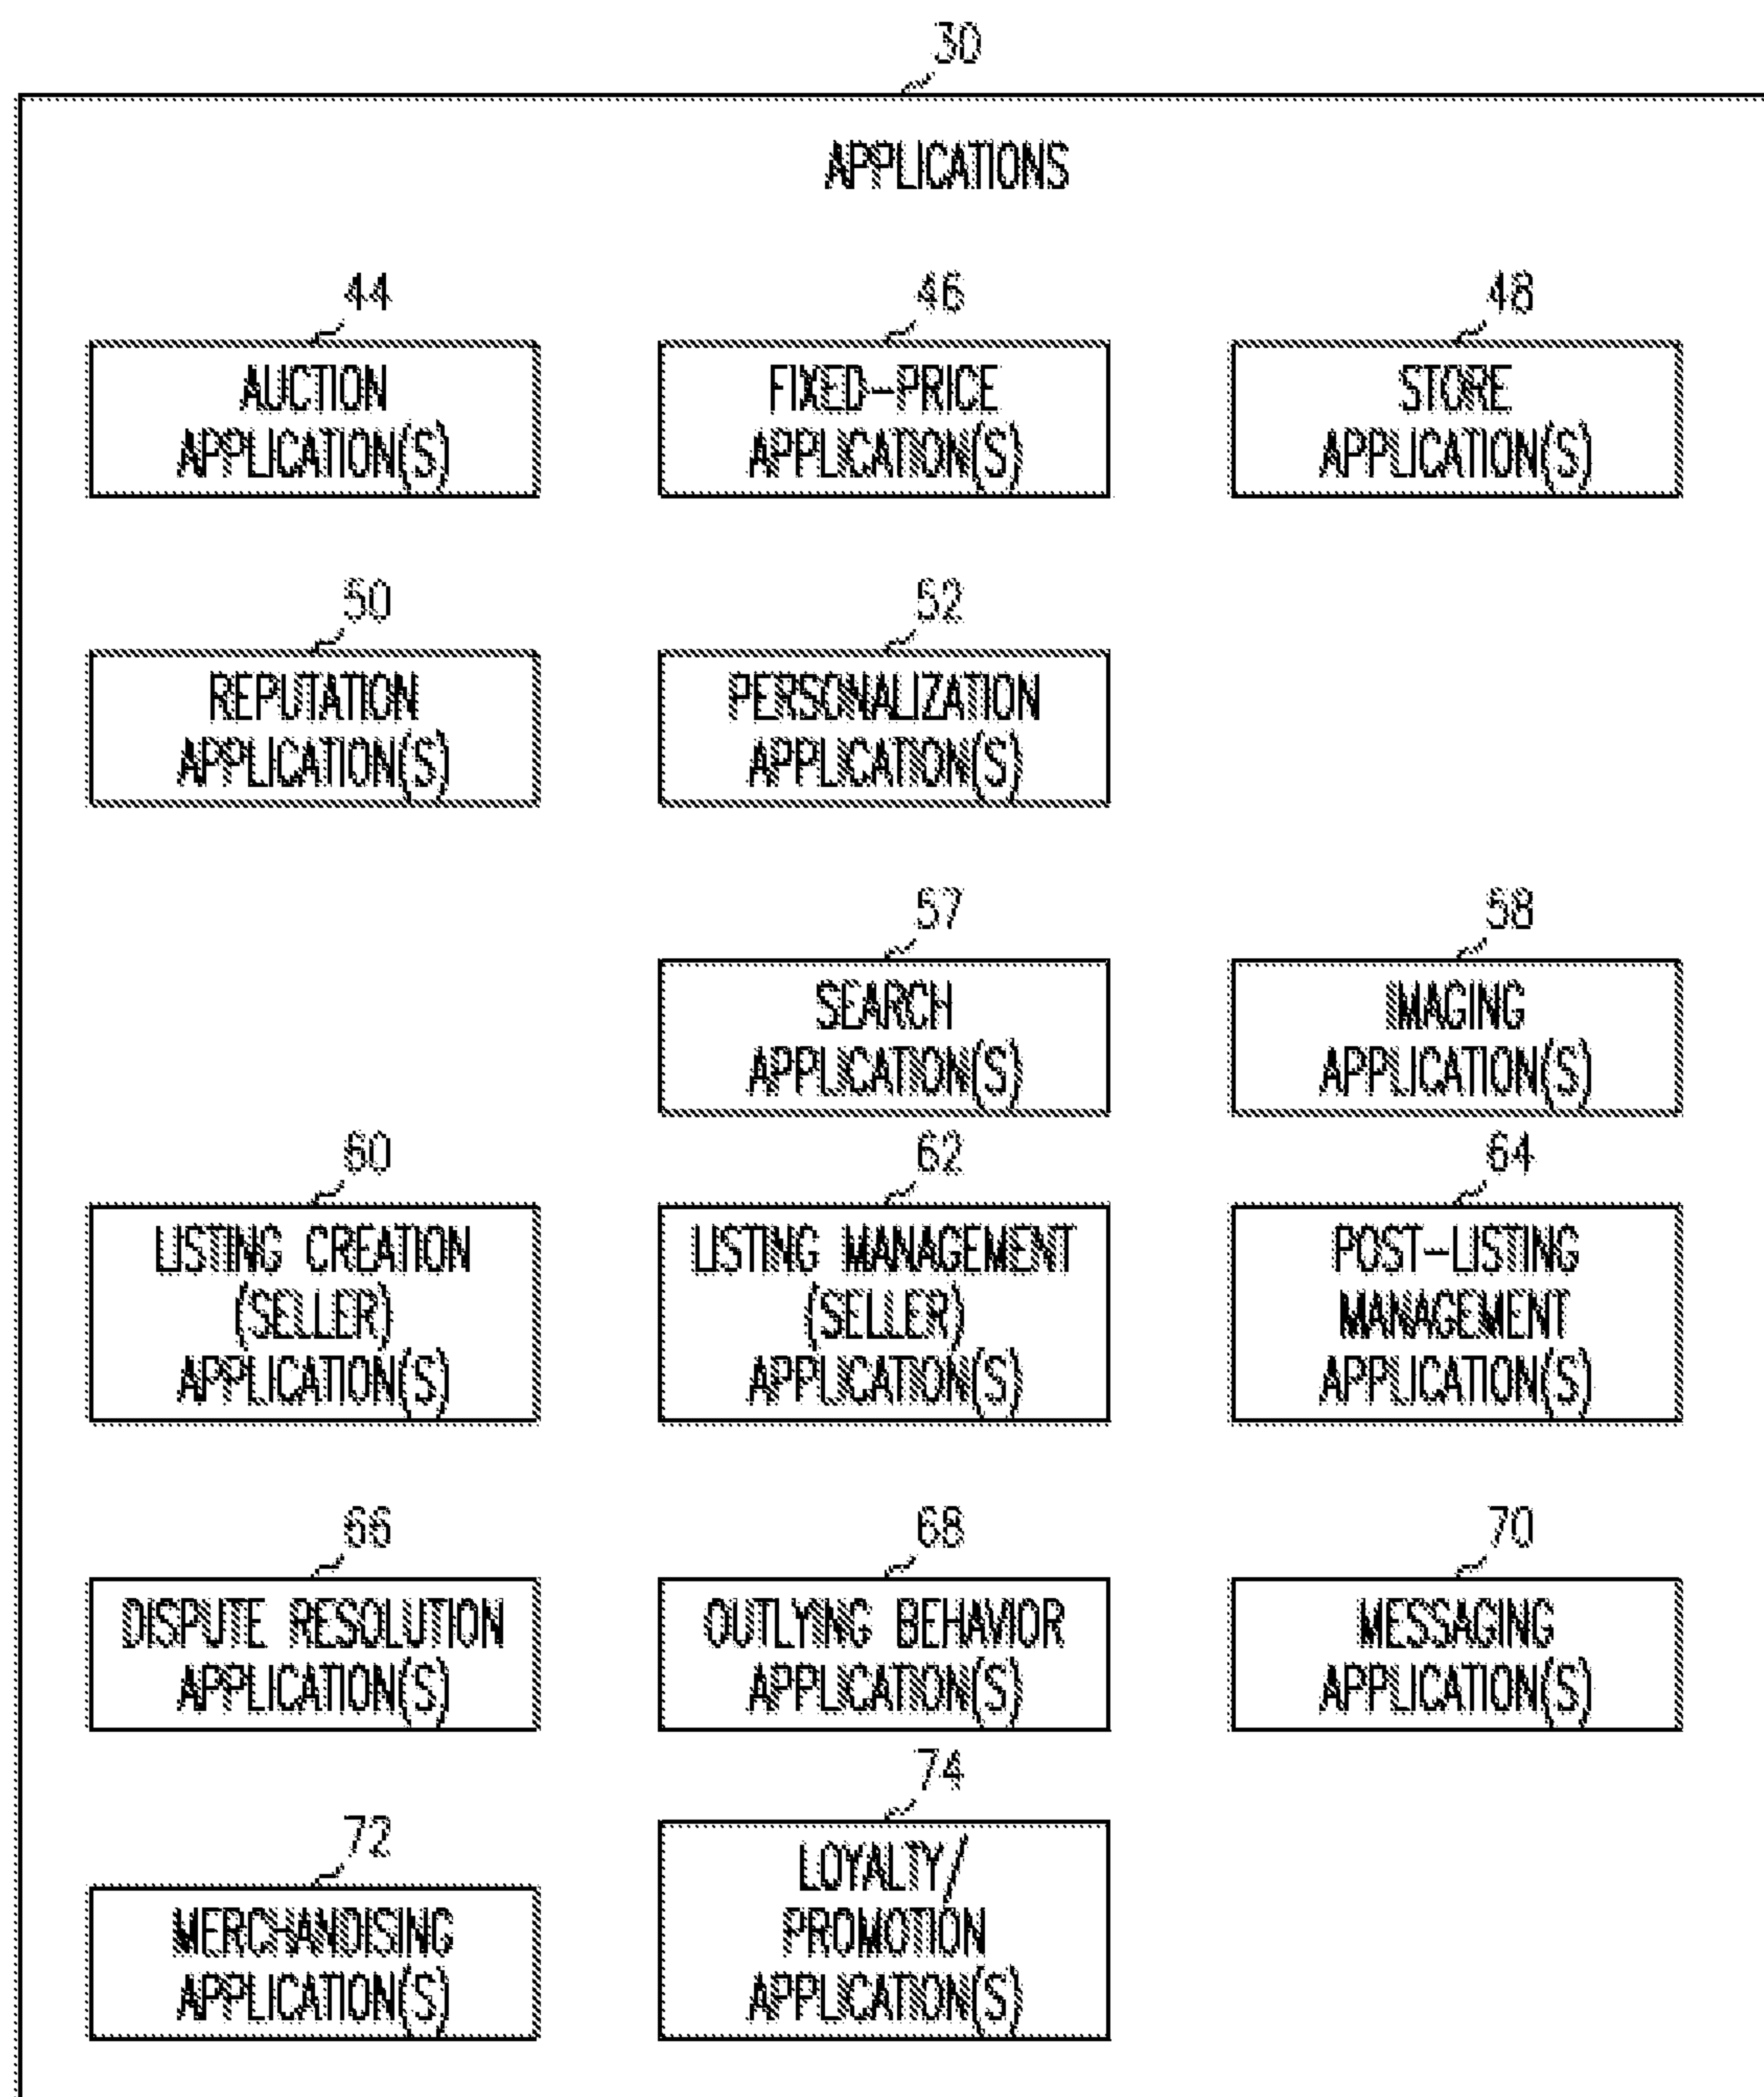 30
APPLICATIONS
44
AUCTION
APPLICATION(S)
46
FIXED-PRICE
APPLICATION(S)
48
STORE
APPLICATION(S)
50
REPUTATION
APPLICATION(S)
52
PERSONALIZATION
APPLICATION(S)
57
SEARCH
APPLICATION(S)
58
IMAGING
APPLICATION(S)
60
LISTING CREATION
(SELLER)
APPLICATION(S)
62
LISTING MANAGEMENT
(SELLER)
APPLICATION(S)
64
POST-LISTING
MANAGEMENT
APPLICATION(S)
66
DISPUTE RESOLUTION
APPLICATION(S)
68
OUTLYING BEHAVIOR
APPLICATION(S)
70
MESSAGING
APPLICATION(S)
72
MERCHANDISING
APPLICATION(S)
74
LOYALTY/
PROMOTION
APPLICATION(S)